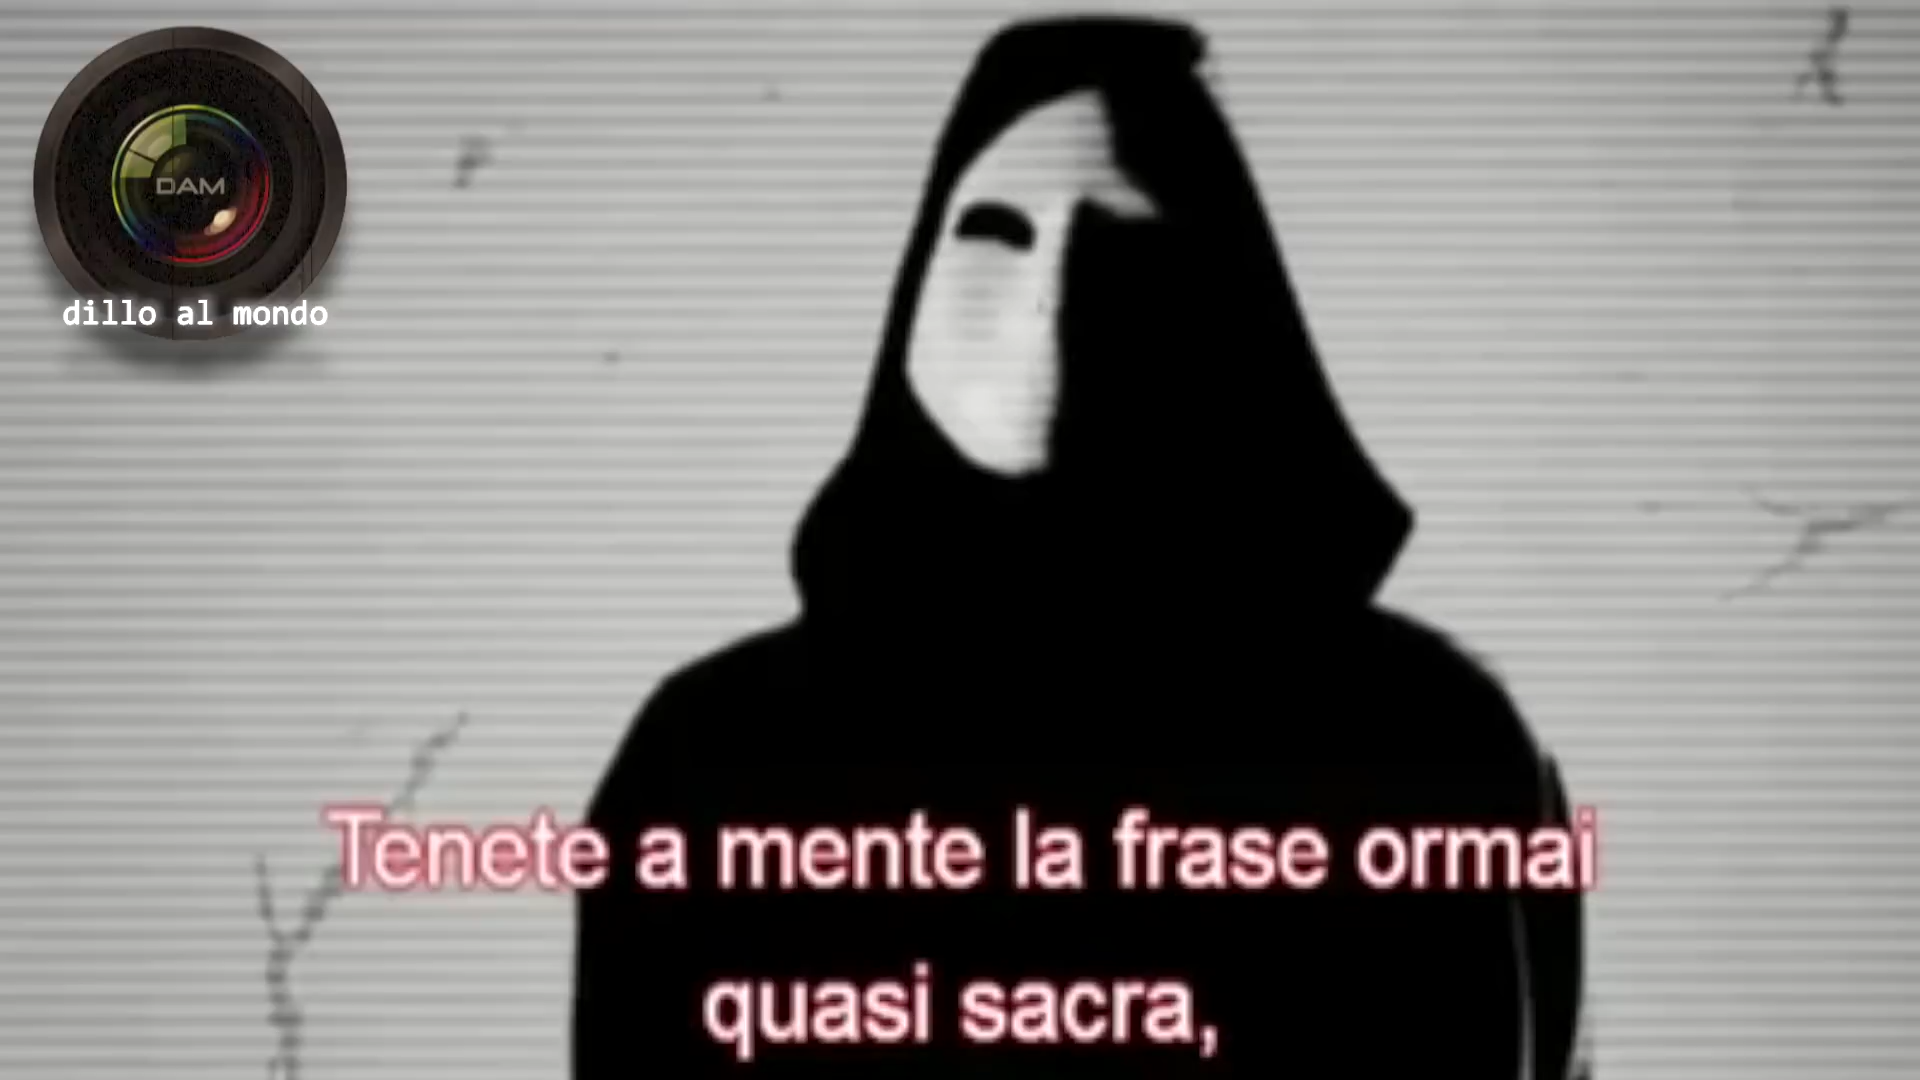 DAM
dillo al mondo
Tenete a mente la frase ormai
quasi sacra,